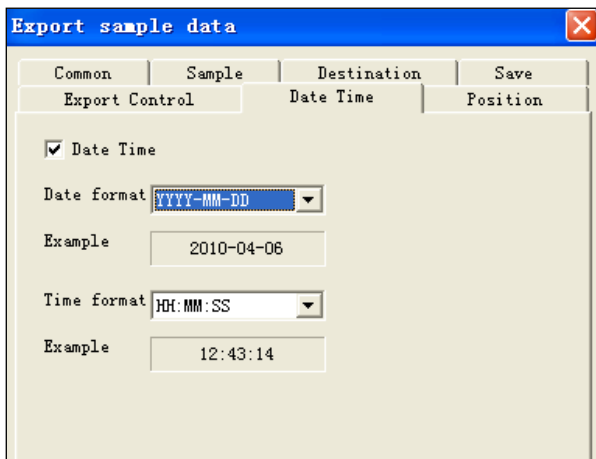 Export sample data
Common Sample Destination Save
Export Control Date Time Position
Date Time
Date format YYYY-MM-DD
Example 2010-04-06
Time format HH:MM:SS
Example 12:43:14